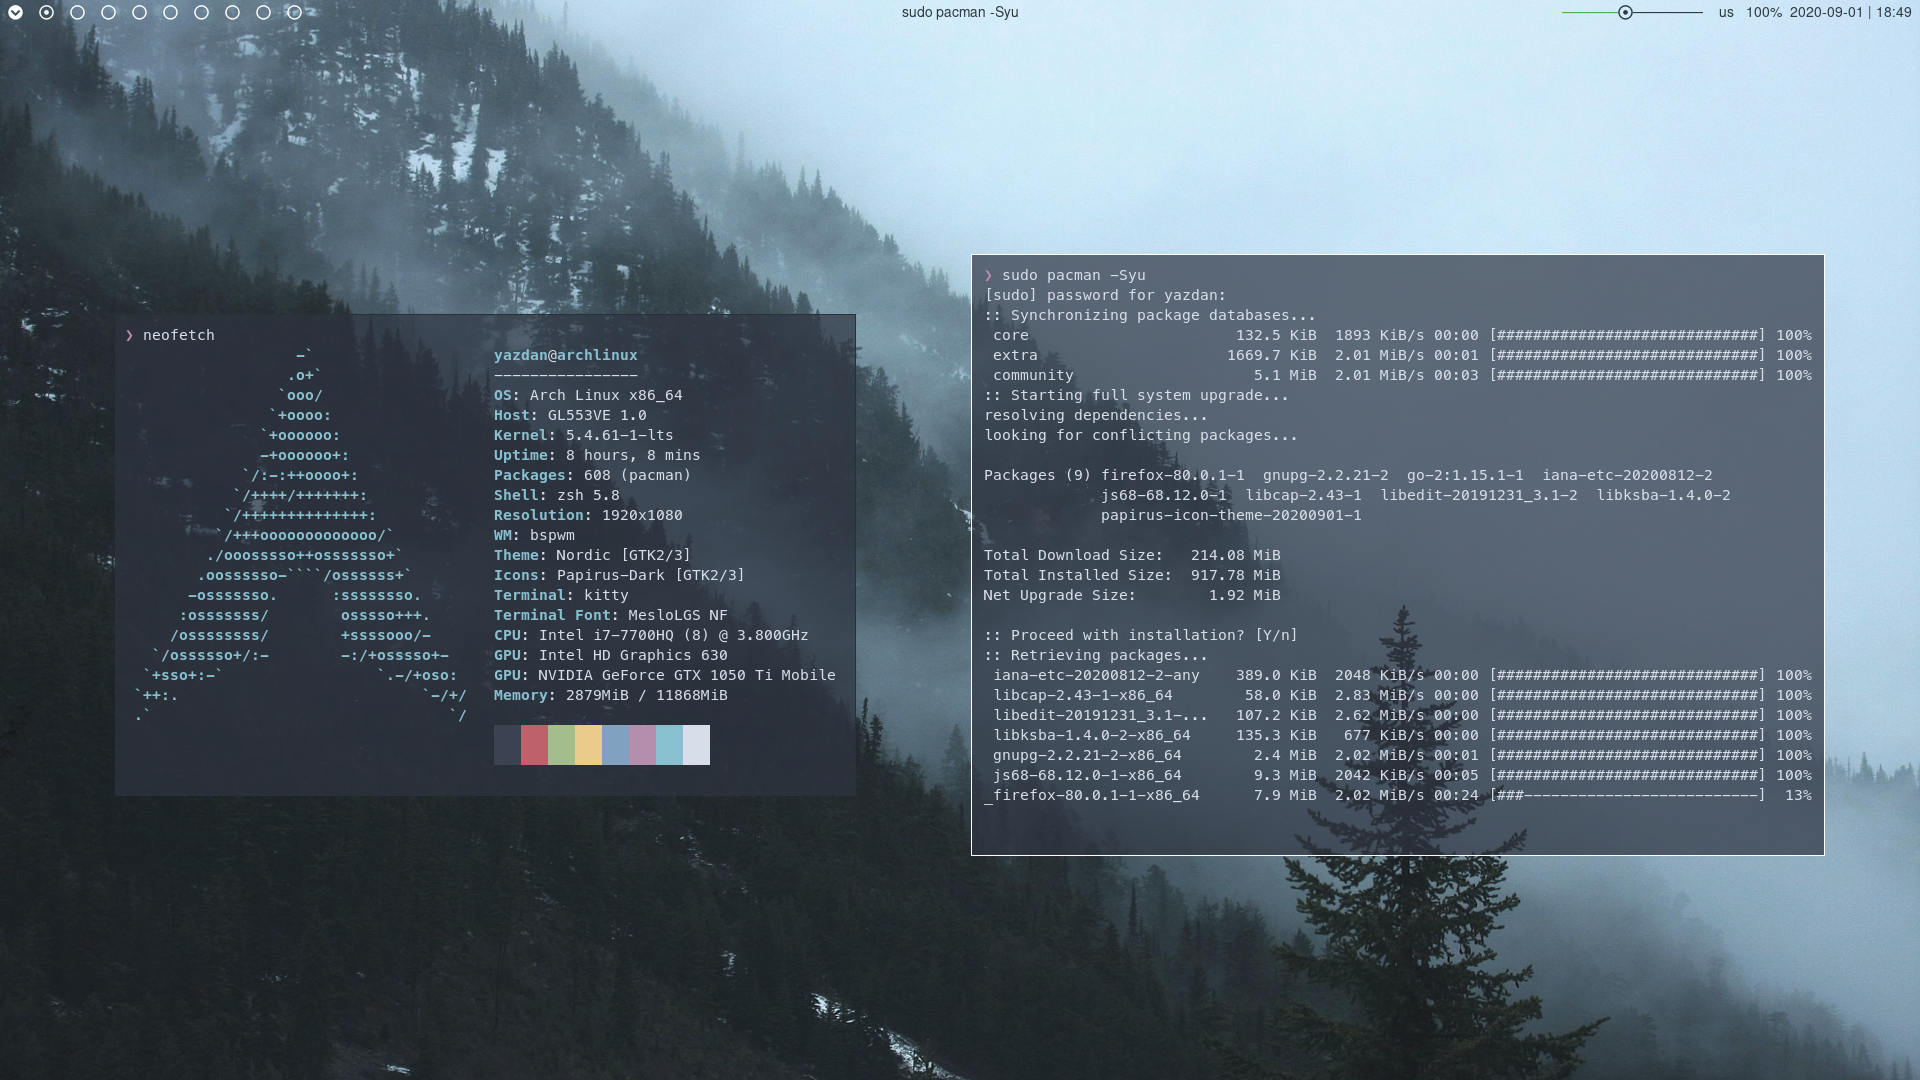 sudo pacman -Syu
us 100% 2020-09-01 | 18:49
❯ neofetch
-`
.o+`
`ooo/
`+oooo:
`+oooooo:
-+oooooo+:
`/:-:++oooo+:
`/++++/+++++++:
`/++++++++++++++:
`/+++ooooooooooooo/`
./ooosssso++osssssso+`
.oossssso-````/ossssss+`
-osssssso. :ssssssso.
:osssssss/ osssso+++.
/ossssssss/ +ssssooo/-
`/ossssso+/:- -:/+osssso+-
`+sso+:-` `.-/+oso:
`++:. `-/+/
.` `/
yazdan@archlinux
----------------
OS: Arch Linux x86_64
Host: GL553VE 1.0
Kernel: 5.4.61-1-lts
Uptime: 8 hours, 8 mins
Packages: 608 (pacman)
Shell: zsh 5.8
Resolution: 1920x1080
WM: bspwm
Theme: Nordic [GTK2/3]
Icons: Papirus-Dark [GTK2/3]
Terminal: kitty
Terminal Font: MesloLGS NF
CPU: Intel i7-7700HQ (8) @ 3.800GHz
GPU: Intel HD Graphics 630
GPU: NVIDIA GeForce GTX 1050 Ti Mobile
Memory: 2879MiB / 11868MiB
❯ sudo pacman -Syu
[sudo] password for yazdan:
:: Synchronizing package databases...
core 132.5 KiB 1893 KiB/s 00:00 [#############################] 100%
extra 1669.7 KiB 2.01 MiB/s 00:01 [#############################] 100%
community 5.1 MiB 2.01 MiB/s 00:03 [#############################] 100%
:: Starting full system upgrade...
resolving dependencies...
looking for conflicting packages...
Packages (9) firefox-80.0.1-1 gnupg-2.2.21-2 go-2:1.15.1-1 iana-etc-20200812-2
js68-68.12.0-1 libcap-2.43-1 libedit-20191231_3.1-2 libksba-1.4.0-2
papirus-icon-theme-20200901-1
Total Download Size: 214.08 MiB
Total Installed Size: 917.78 MiB
Net Upgrade Size: 1.92 MiB
:: Proceed with installation? [Y/n]
:: Retrieving packages...
iana-etc-20200812-2-any 389.0 KiB 2048 KiB/s 00:00 [#############################] 100%
libcap-2.43-1-x86_64 58.0 KiB 2.83 MiB/s 00:00 [#############################] 100%
libedit-20191231_3.1-... 107.2 KiB 2.62 MiB/s 00:00 [#############################] 100%
libksba-1.4.0-2-x86_64 135.3 KiB 677 KiB/s 00:00 [#############################] 100%
gnupg-2.2.21-2-x86_64 2.4 MiB 2.02 MiB/s 00:01 [#############################] 100%
js68-68.12.0-1-x86_64 9.3 MiB 2042 KiB/s 00:05 [#############################] 100%
_firefox-80.0.1-1-x86_64 7.9 MiB 2.02 MiB/s 00:24 [###--------------------------] 13%